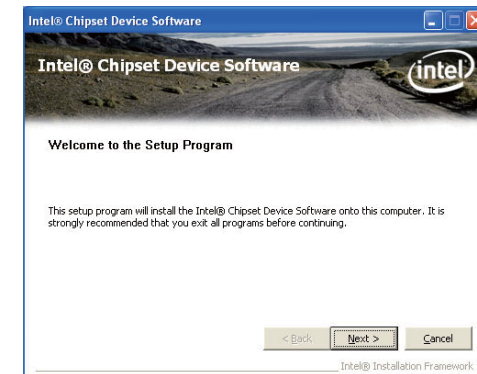 Intel® Chipset Device Software
Intel® Chipset Device Software
intel
Welcome to the Setup Program
This setup program will install the Intel® Chipset Device Software onto this computer. It is
strongly recommended that you exit all programs before continuing.
< Back Next > Cancel
Intel® Installation Framework